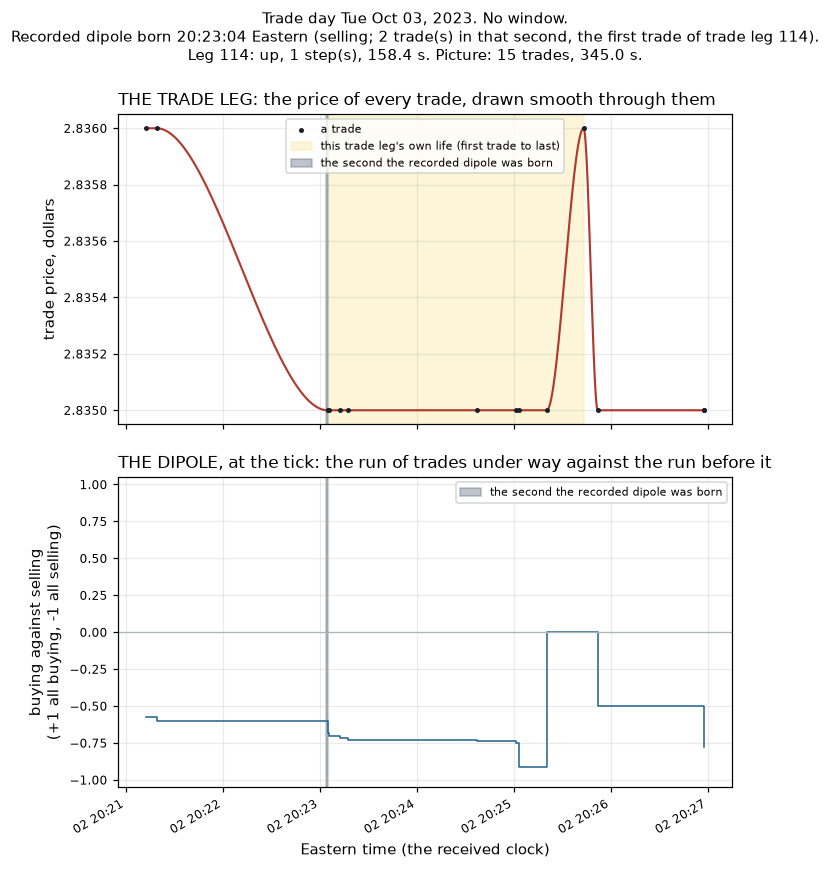 Trade day Tue Oct 03, 2023. No window.
Recorded dipole born 20:23:04 Eastern (selling; 2 trade(s) in that second, the first trade of trade leg 114).
Leg 114: up, 1 step(s), 158.4 s. Picture: 15 trades, 345.0 s.
THE TRADE LEG: the price of every trade, drawn smooth through them
trade price, dollars
2.8360
2.8358
2.8356
2.8354
2.8352
2.8350
a trade
this trade leg's own life (first trade to last)
the second the recorded dipole was born
THE DIPOLE, at the tick: the run of trades under way against the run before it
buying against selling
(+1 all buying, -1 all selling)
1.00
0.75
0.50
0.25
0.00
−0.25
−0.50
−0.75
−1.00
the second the recorded dipole was born
02 20:21
02 20:22
02 20:23
02 20:24
02 20:25
02 20:26
02 20:27
Eastern time (the received clock)